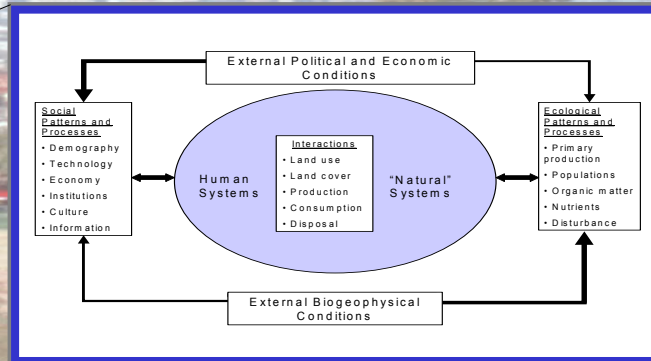 External Political and Economic
Conditions
Social
Patterns and
Processes
• Demography
• Technology
• Economy
• Institutions
• Culture
• Information
Human
Systems
Interactions
• Land use
• Land cover
• Production
• Consumption
• Disposal
“Natural”
Systems
Ecological
Patterns and
Processes
• Primary
production
• Populations
• Organic matter
• Nutrients
• Disturbance
External Biogeophysical
Conditions